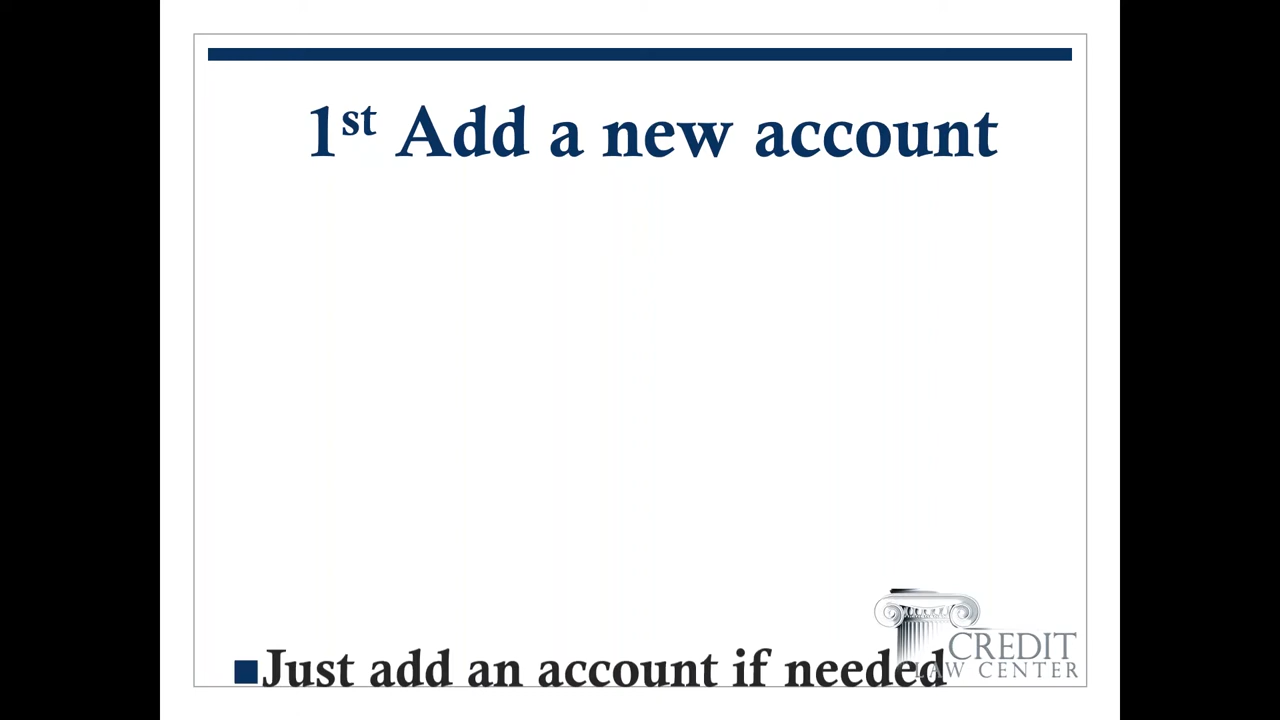 1st Add a new account
CREDIT
LAW CENTER
Just add an account if needed